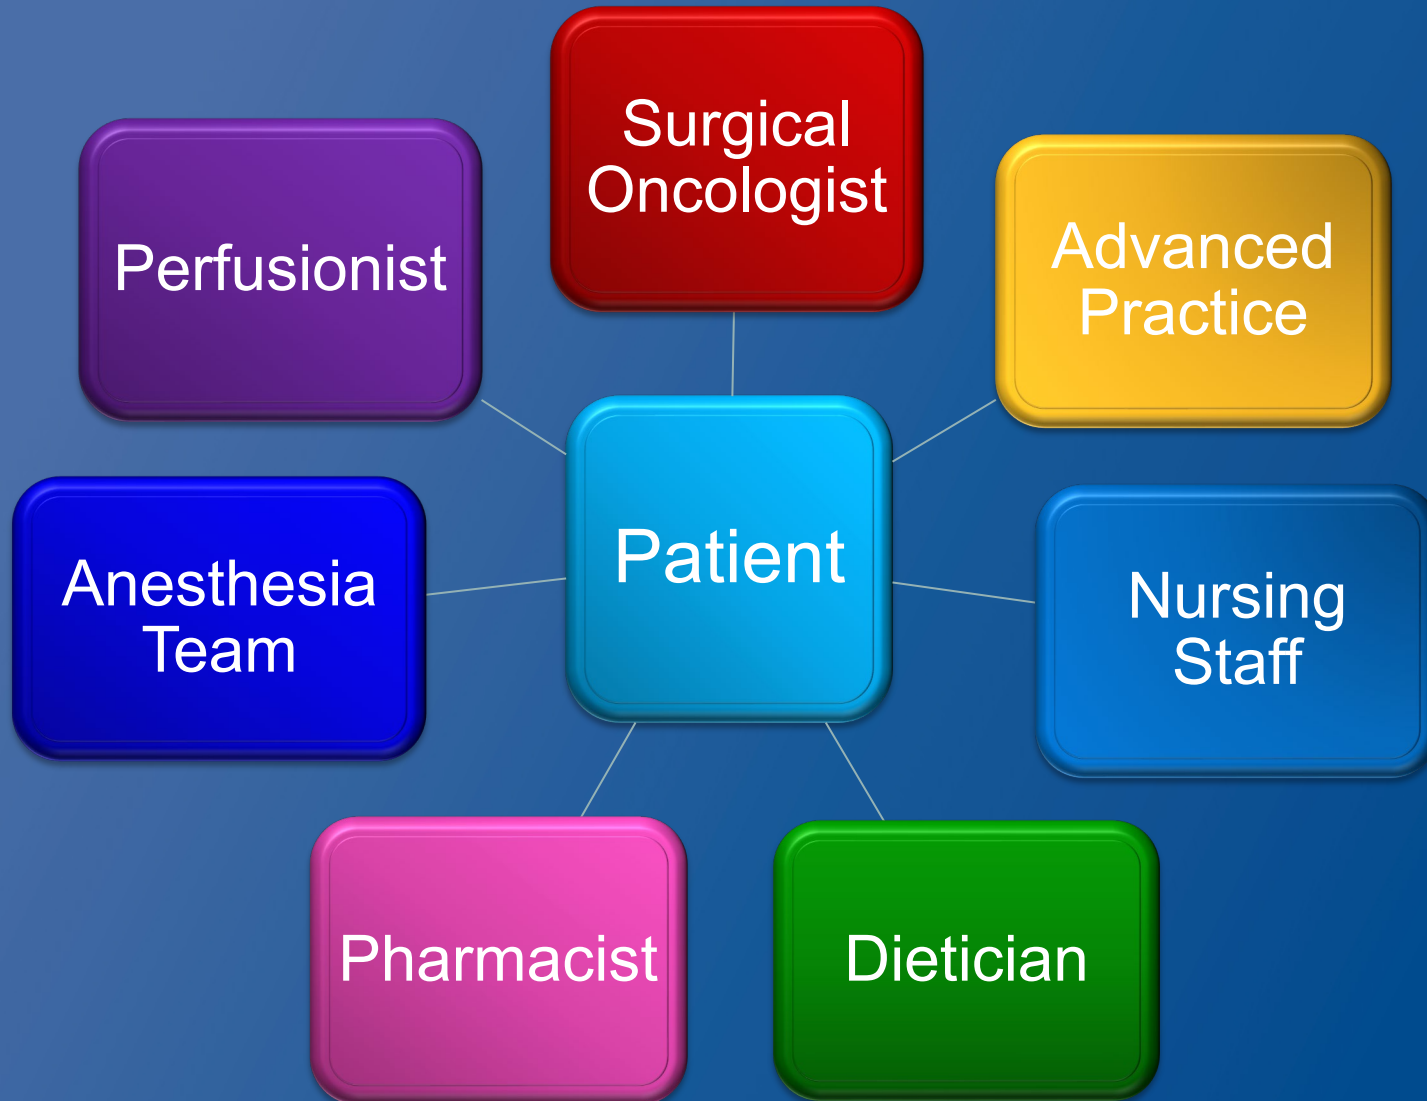 Surgical
Oncologist
Perfusionist
Advanced
Practice
Patient
Anesthesia
Team
Nursing
Staff
Pharmacist
Dietician